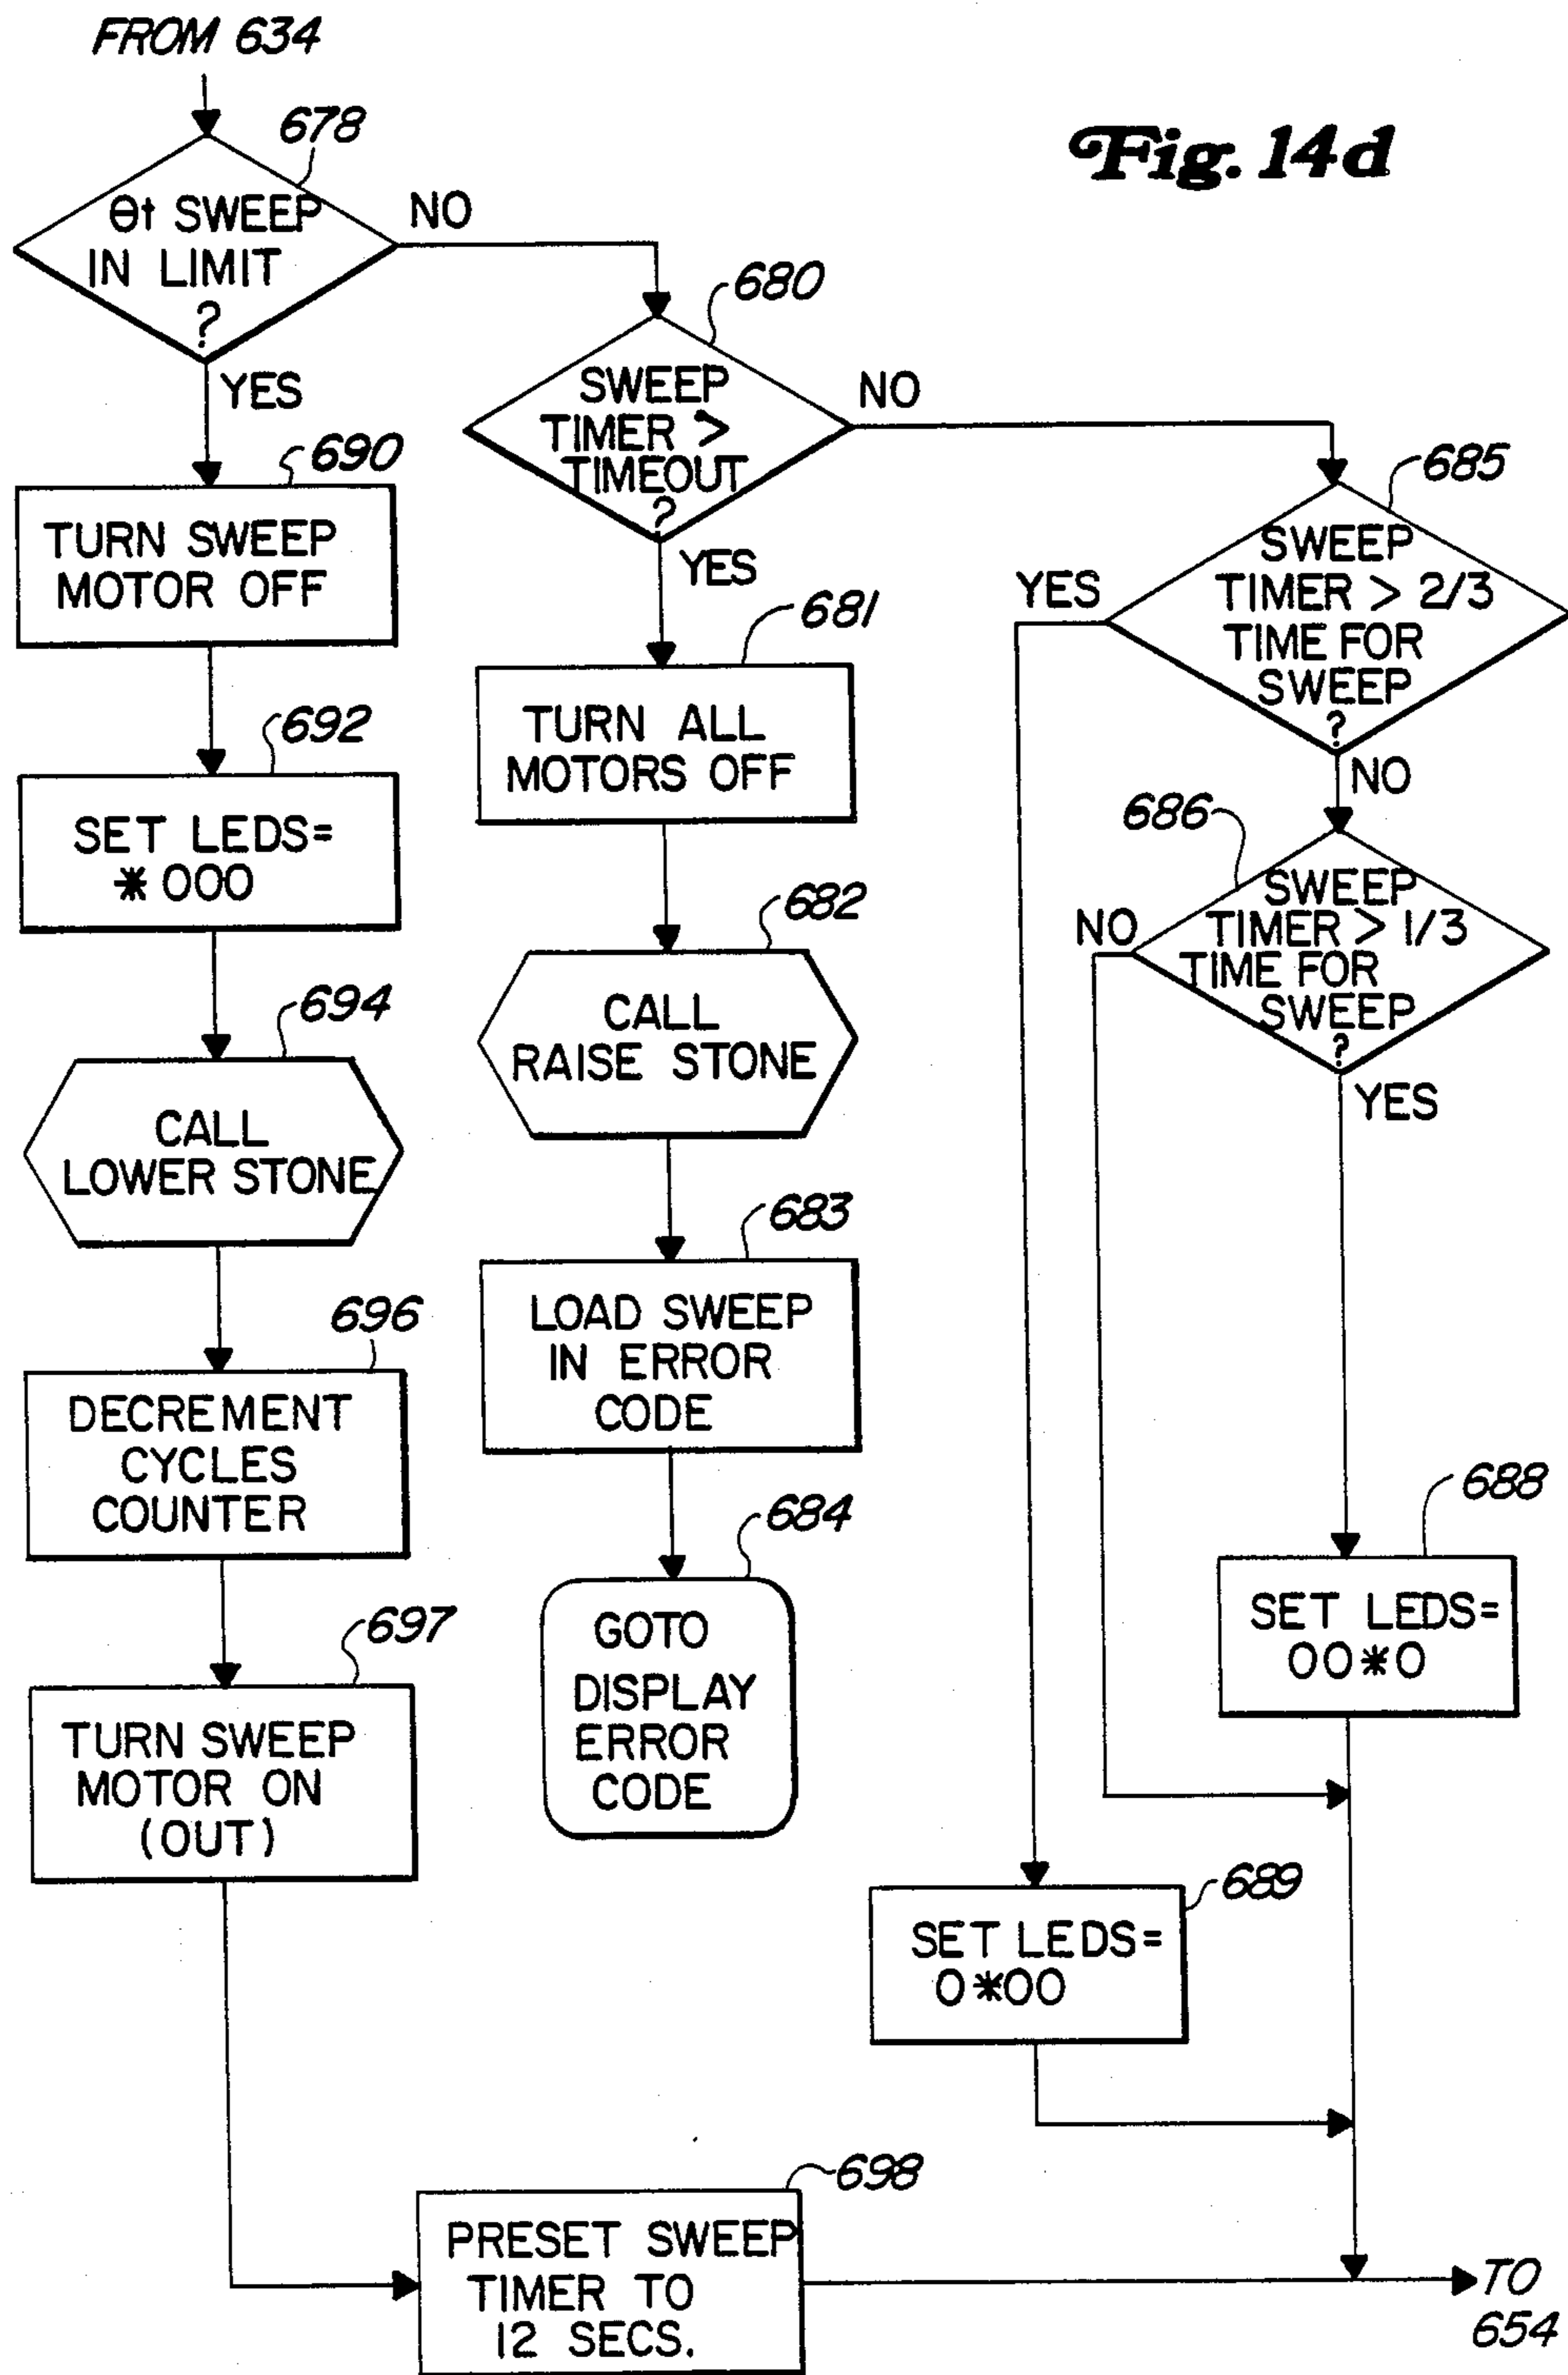 FROM 634
Fig. 14d
678
θt SWEEP
IN LIMIT
?
NO
YES
680
SWEEP
TIMER >
TIMEOUT
?
NO
YES
685
SWEEP
TIMER > 2/3
TIME FOR
SWEEP
?
YES
NO
686
SWEEP
TIMER > 1/3
TIME FOR
SWEEP
?
NO
YES
690
TURN SWEEP
MOTOR OFF
692
SET LEDS=
*000
694
CALL
LOWER STONE
696
DECREMENT
CYCLES
COUNTER
697
TURN SWEEP
MOTOR ON
(OUT)
681
TURN ALL
MOTORS OFF
682
CALL
RAISE STONE
683
LOAD SWEEP
IN ERROR
CODE
684
GOTO
DISPLAY
ERROR
CODE
688
SET LEDS=
00*0
689
SET LEDS=
0*00
698
PRESET SWEEP
TIMER TO
12 SECS.
TO
654